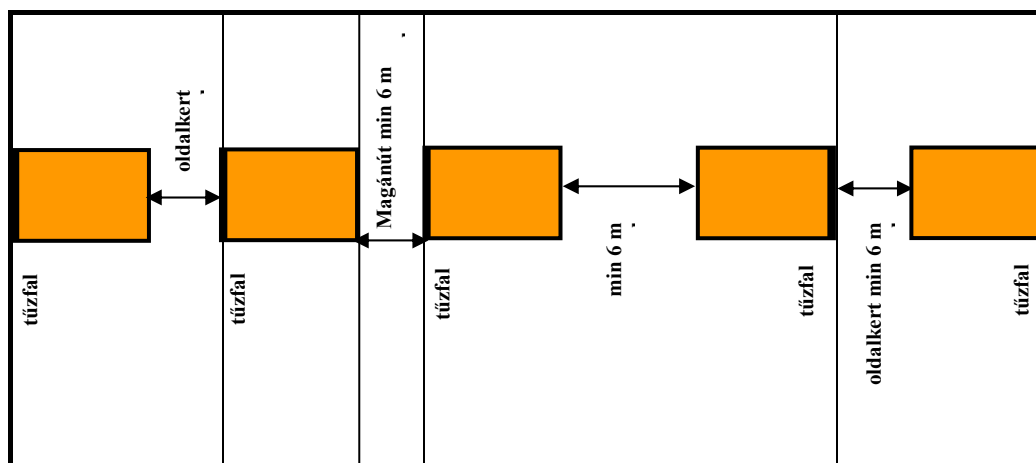 oldalkert
Magánút min 6 m
tűzfal
tűzfal
tűzfal
min 6 m
tűzfal
oldalkert min 6 m
tűzfal